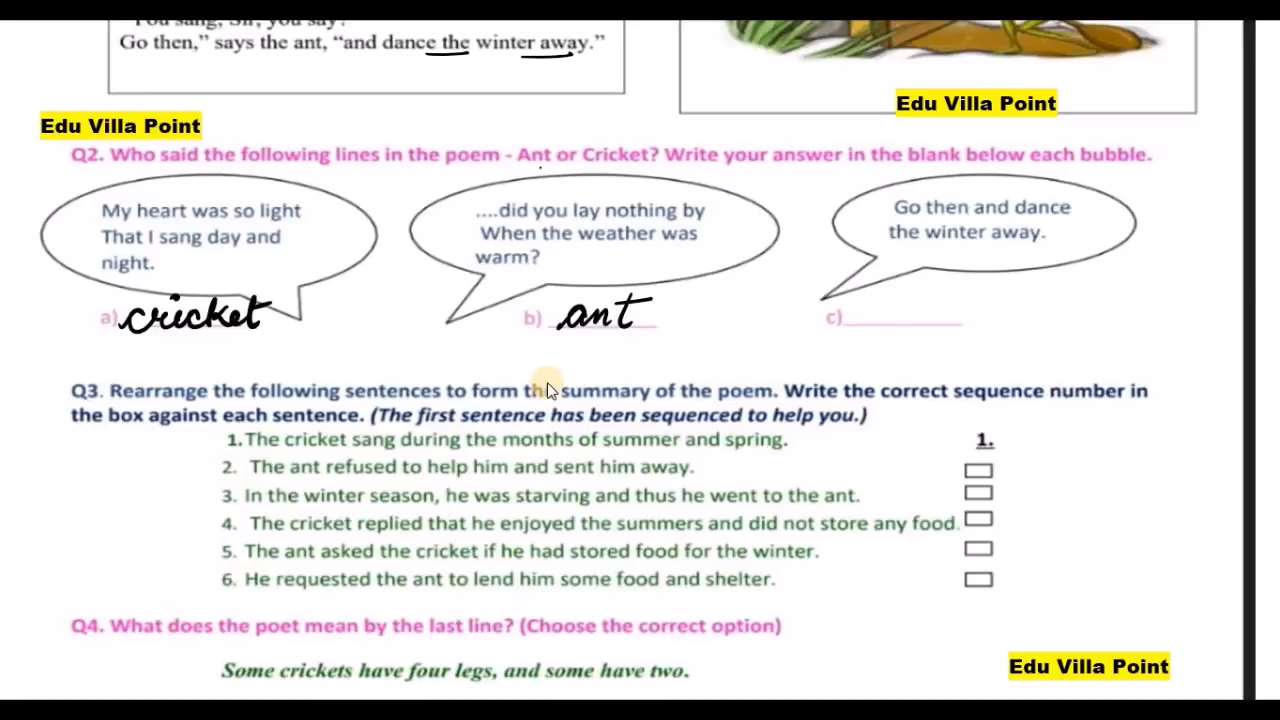 You sang, Sir, you say?
Go then,” says the ant, “and dance the winter away.”
Edu Villa Point
Edu Villa Point
Q2. Who said the following lines in the poem - Ant or Cricket? Write your answer in the blank below each bubble.
My heart was so light
That I sang day and
night.
....did you lay nothing by
When the weather was
warm?
Go then and dance
the winter away.
a) cricket
b) ant
c)____________
Q3. Rearrange the following sentences to form the summary of the poem. Write the correct sequence number in
the box against each sentence. (The first sentence has been sequenced to help you.)
1. The cricket sang during the months of summer and spring. 1.
2. The ant refused to help him and sent him away.
3. In the winter season, he was starving and thus he went to the ant.
4. The cricket replied that he enjoyed the summers and did not store any food.
5. The ant asked the cricket if he had stored food for the winter.
6. He requested the ant to lend him some food and shelter.
Q4. What does the poet mean by the last line? (Choose the correct option)
Some crickets have four legs, and some have two.
Edu Villa Point